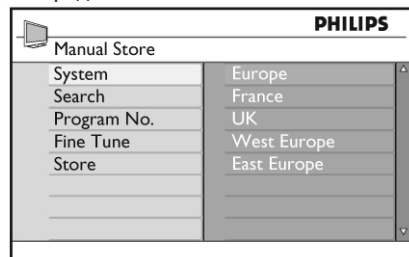 PHILIPS
Manual Store
System
Search
Program No.
Fine Tune
Store
Europe
France
UK
West Europe
East Europe